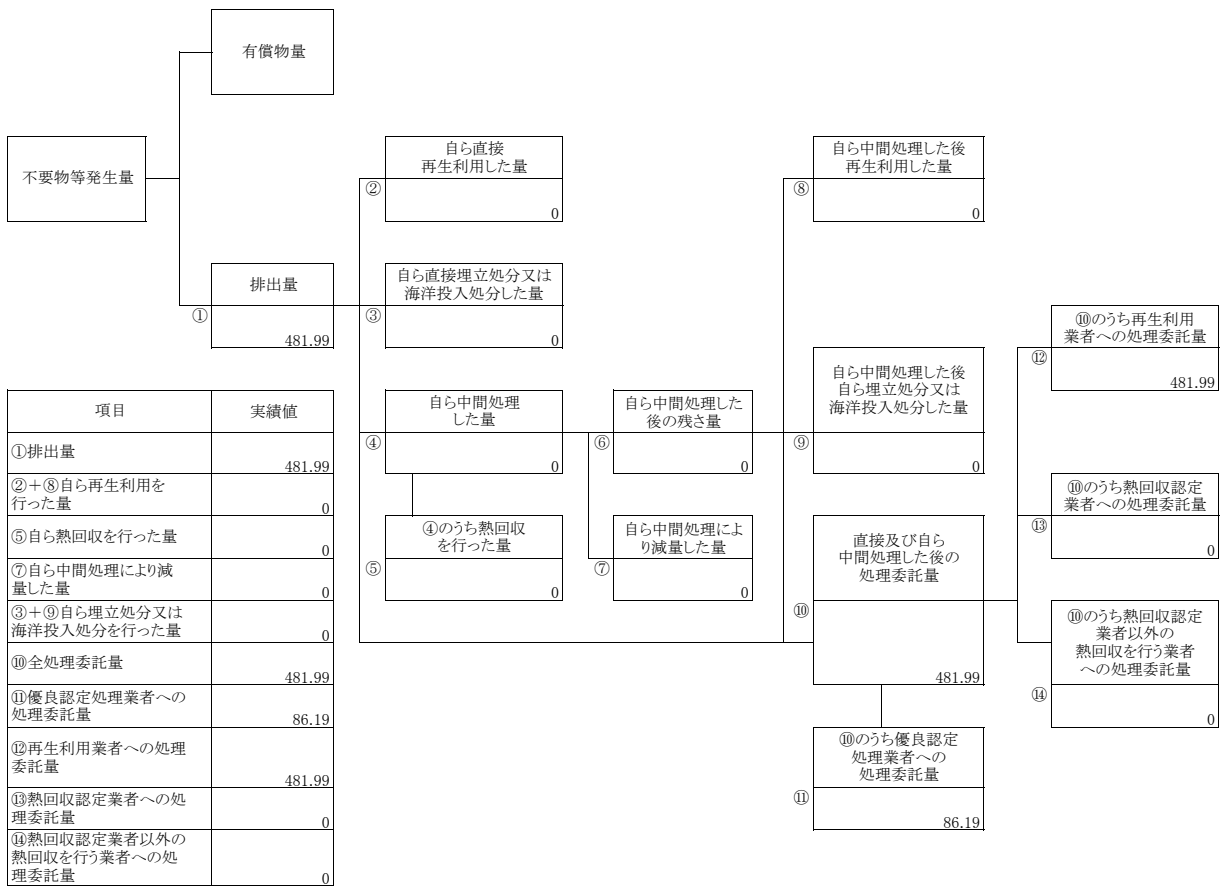 有償物量
不要物等発生量
自ら直接
再生利用した量
②
0
自ら中間処理した後
再生利用した量
⑧
0
排出量
①
481.99
自ら直接埋立処分又は
海洋投入処分した量
③
0
⑩のうち再生利用
業者への処理委託量
⑫
481.99
自ら中間処理
した量
④
0
自ら中間処理した
後の残さ量
⑥
0
自ら中間処理した後
自ら埋立処分又は
海洋投入処分した量
⑨
0
⑩のうち熱回収認定
業者への処理委託量
⑬
0
④のうち熱回収
を行った量
⑤
0
自ら中間処理によ
り減量した量
⑦
0
直接及び自ら
中間処理した後の
処理委託量
⑩
481.99
⑩のうち熱回収認定
業者以外の
熱回収を行う業者
への処理委託量
⑭
0
⑩のうち優良認定
処理業者への
処理委託量
⑪
86.19
項目
実績値
①排出量
481.99
②+⑧自ら再生利用を
行った量
0
⑤自ら熱回収を行った量
0
⑦自ら中間処理により減
量した量
0
③+⑨自ら埋立処分又は
海洋投入処分を行った量
0
⑩全処理委託量
481.99
⑪優良認定処理業者への
処理委託量
86.19
⑫再生利用業者への処理
委託量
481.99
⑬熱回収認定業者への処
理委託量
0
⑭熱回収認定業者以外の
熱回収を行う業者への処
理委託量
0